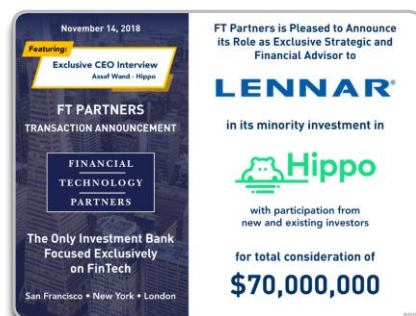 November 14, 2018
Featuring:
Exclusive CEO Interview
Assaf Wand - Hippo
FT PARTNERS
TRANSACTION ANNOUNCEMENT
FINANCIAL
TECHNOLOGY
PARTNERS
The Only Investment Bank
Focused Exclusively
on FinTech
San Francisco • New York • London
FT Partners is Pleased to Announce
its Role as Exclusive Strategic and
Financial Advisor to
LENNAR®
in its minority investment in
Hippo
with participation from
new and existing investors
for total consideration of
$70,000,000